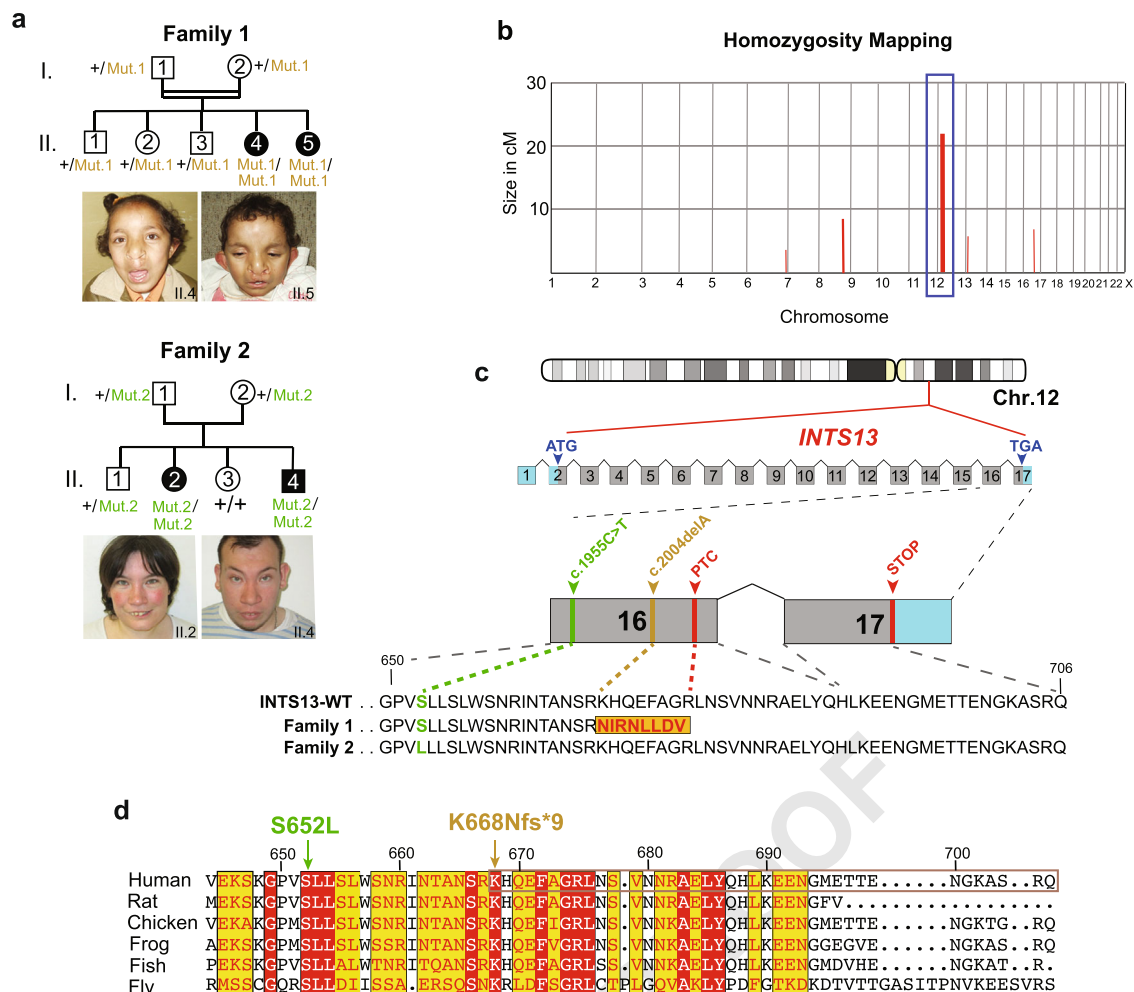 a
Family 1
I.
+/Mut.1 1 2 +/Mut.1
II.
1 2 3 4 5
+/Mut.1 +/Mut.1 +/Mut.1 Mut.1/ Mut.1/
Mut.1 Mut.1
II.4 II.5
Family 2
I.
+/Mut.2 1 2 +/Mut.2
II.
1 2 3 4
+/Mut.2 Mut.2/ +/+ Mut.2/
Mut.2 Mut.2
II.2 II.4
b
Homozygosity Mapping
Size in cM
30
20
10
1 2 3 4 5 6 7 8 9 10 11 12 13 14 15 16 17 18 19 20 21 22 X
Chromosome
c
Chr.12
INTS13
ATG TGA
1 2 3 4 5 6 7 8 9 10 11 12 13 14 15 16 17
c.1955C>T c.2004delA PTC STOP
16 17
650 706
INTS13-WT . . GPVSLLSLWSNRINTANSRKHQEFAGRLNSVNNRAELYQHLKEENGMETTENGKASRQ
Family 1 . . GPVSLLSLWSNRINTANSRNIRNLLDV
Family 2 . . GPVLLLSLWSNRINTANSRKHQEFAGRLNSVNNRAELYQHLKEENGMETTENGKASRQ
PROOF
d
S652L K668Nfs*9
650 660 670 680 690 700
Human VEKSKGPVSLLSLWSNRINTANSRKHQEFAGRLNS.VNNRAELYQHLKEENGMETTE......NGKAS..RQ
Rat MEKSKGPVSLLSLWSNRINTANSRKHQEFAGRLNS.VNNRAELYQHLKEENGFV..................
Chicken VEKAKGPMSLLSLWSNRINTANSRKHQEFIGRLNS.VNNRAELYQHLKEENGMETTE......NGKTG..RQ
Frog AEKSKGPMSLLSLWSSRINTANSRKHQEFVGRLNS.VNNKAELYQHLKEENGGEGVE......NGKAS..RQ
Fish PEKSKGPVSLLALWTNRITQANSRKHQEFAGRLNS.VNNKAELYQHLKEENGMDVHE......NGKAT..R.
Fly RMSSCGQRSLLDIISSA.ERSQSNKRLDFSGRLCTPLGQVAKLYPDFGTKDKDTVTTGASITPNVKEESVRS